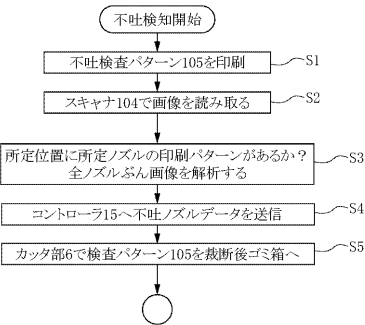 不吐検知開始
不吐検査パターン105を印刷
S1
スキャナ104で画像を読み取る
S2
所定位置に所定ノズルの印刷パターンがあるか?
全ノズルぶん画像を解析する
S3
コントローラ15へ不吐ノズルデータを送信
S4
カッタ部6で検査パターン105を裁断後ゴミ箱へ
S5